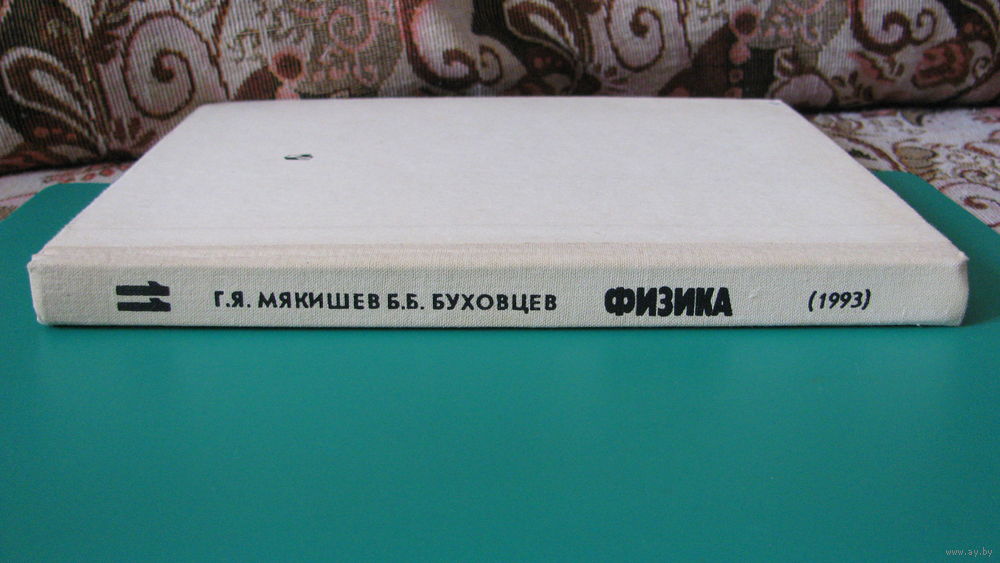 11
Г.Я. МЯКИШЕВ Б.Б. БУХОВЦЕВ
ФИЗИКА
(1993)
www.ay.by